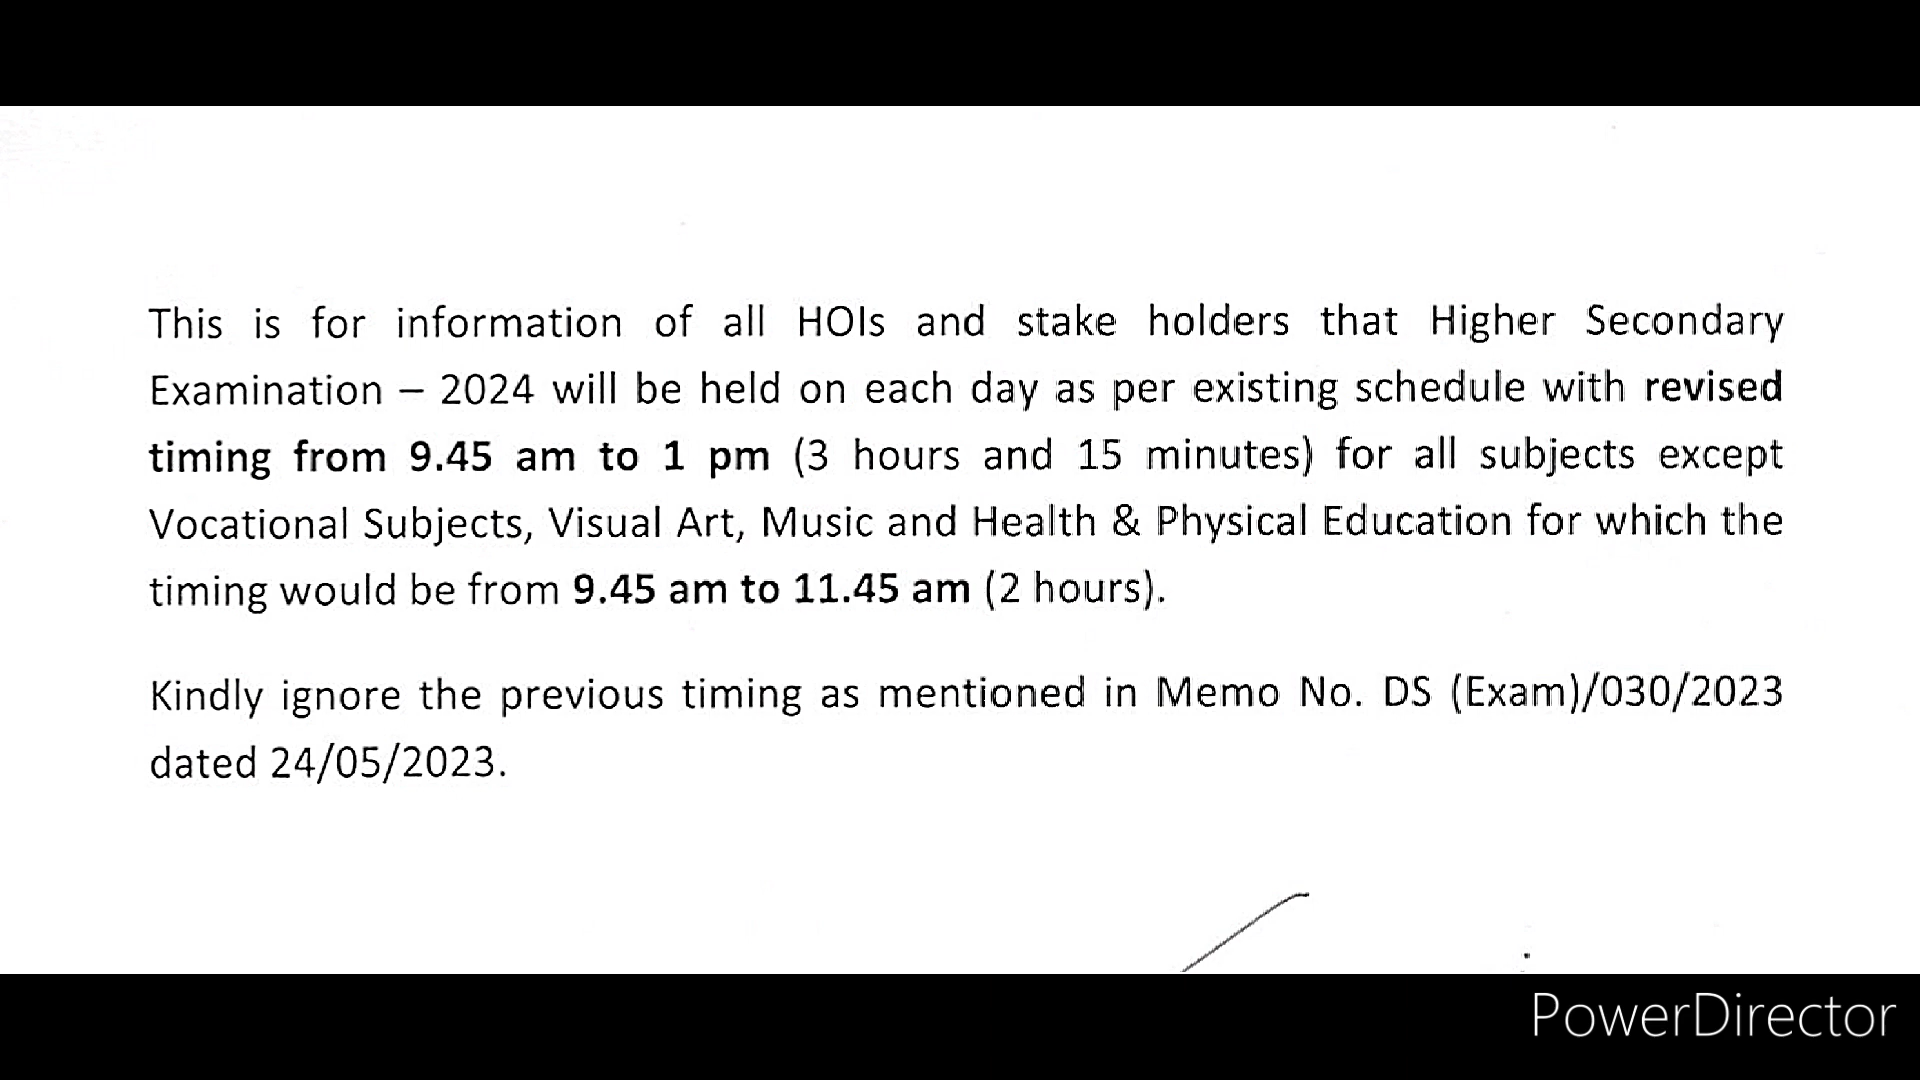 This is for information of all HOIs and stake holders that Higher Secondary
Examination – 2024 will be held on each day as per existing schedule with revised
timing from 9.45 am to 1 pm (3 hours and 15 minutes) for all subjects except
Vocational Subjects, Visual Art, Music and Health & Physical Education for which the
timing would be from 9.45 am to 11.45 am (2 hours).
Kindly ignore the previous timing as mentioned in Memo No. DS (Exam)/030/2023
dated 24/05/2023.
PowerDirector